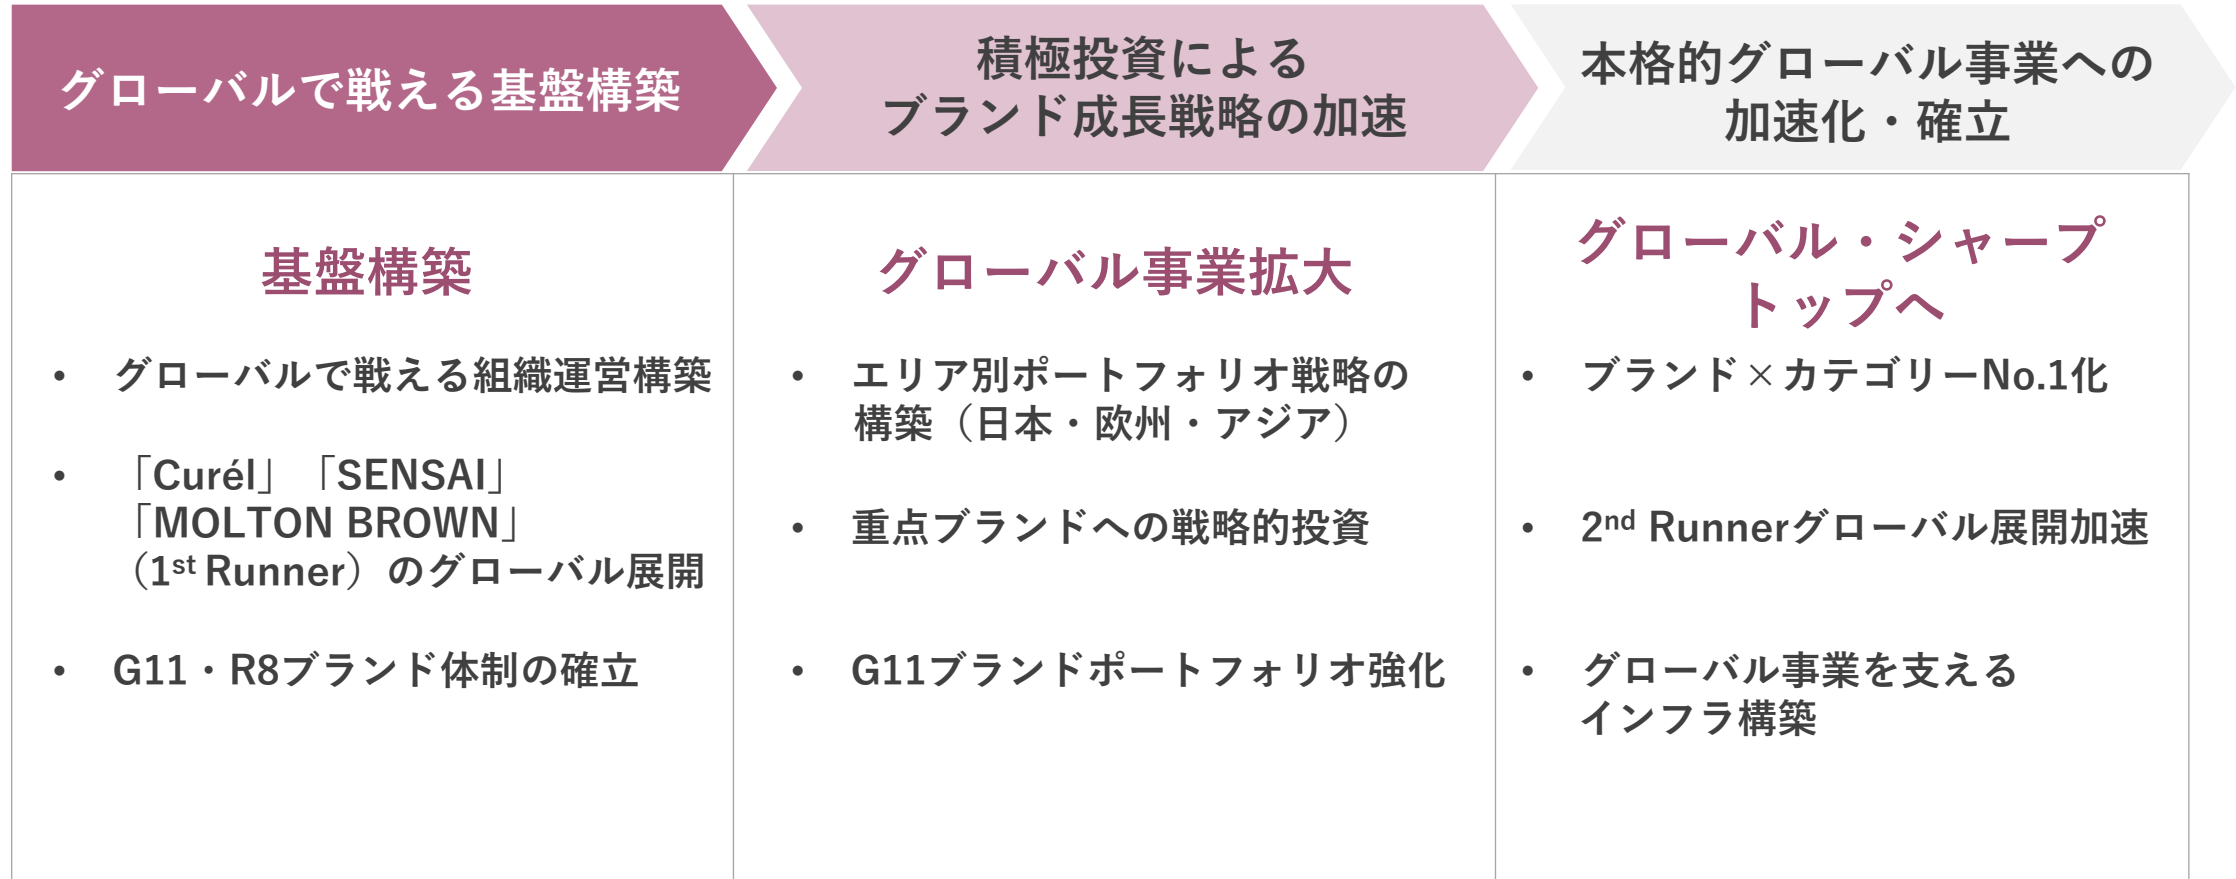 グローバルで戦える基盤構築
積極投資による
ブランド成長戦略の加速
本格的グローバル事業への
加速化・確立
基盤構築
• グローバルで戦える組織運営構築
• 「Curél」「SENSAI」
「MOLTON BROWN」
（1st Runner）のグローバル展開
• G11・R8ブランド体制の確立
グローバル事業拡大
• エリア別ポートフォリオ戦略の
構築（日本・欧州・アジア）
• 重点ブランドへの戦略的投資
• G11ブランドポートフォリオ強化
グローバル・シャープ
トップへ
• ブランド×カテゴリーNo.1化
• 2nd Runnerグローバル展開加速
• グローバル事業を支える
インフラ構築